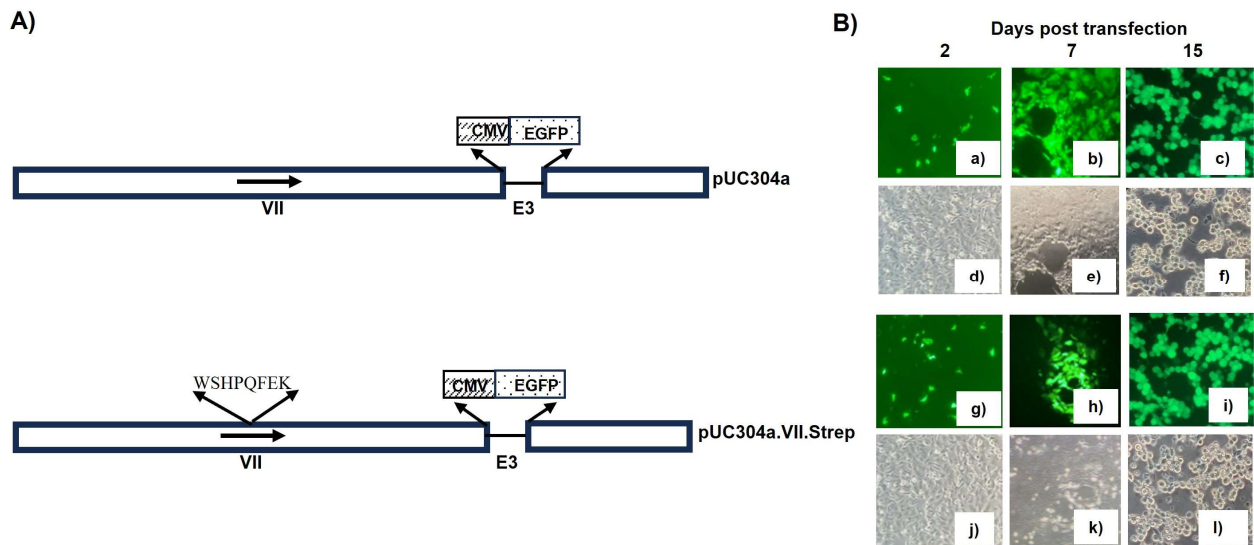 A)
CMV EGFP
pUC304a
VII E3
WSHPQFEK
CMV EGFP
pUC304a.VII.Strep
VII E3
B)
Days post transfection
2 7 15
a) b) c)
d) e) f)
g) h) i)
j) k) l)